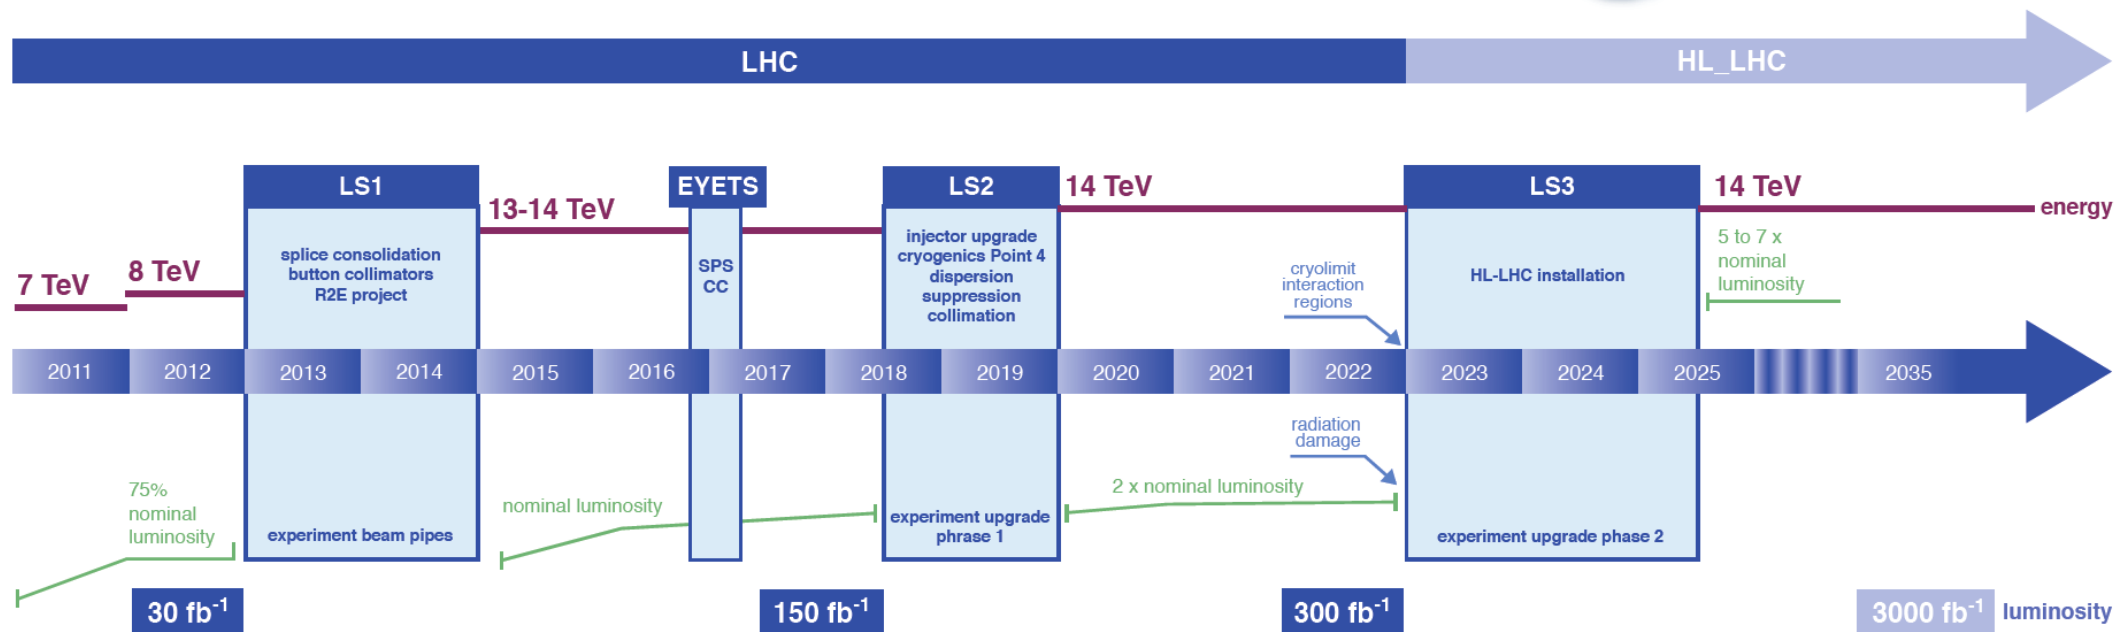 LHC
HL_LHC
LS1
EYETS
LS2
LS3
7 TeV
8 TeV
13-14 TeV
14 TeV
14 TeV
energy
splice consolidation
button collimators
R2E project
SPS
CC
injector upgrade
cryogenics Point 4
dispersion
suppression
collimation
cryolimit
interaction
regions
HL-LHC installation
5 to 7 x
nominal
luminosity
2011
2012
2013
2014
2015
2016
2017
2018
2019
2020
2021
2022
2023
2024
2025
2035
75%
nominal
luminosity
experiment beam pipes
nominal luminosity
experiment upgrade
phrase 1
2 x nominal luminosity
radiation
damage
experiment upgrade phase 2
30 fb-1
150 fb-1
300 fb-1
3000 fb-1
luminosity